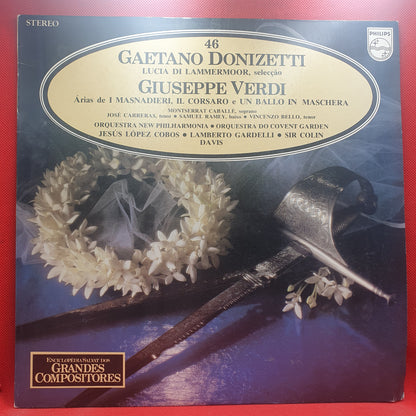 STEREO
PHILIPS
46
GAETANO DONIZETTI
LUCIA DI LAMMERMOOR, selecção
GIUSEPPE VERDI
Árias de I MASNADIERI, IL CORSARO e UN BALLO IN MASCHERA
MONTSERRAT CABALLÉ, soprano
JOSÉ CARRERAS, tenor • SAMUEL RAMEY, baixo • VINCENZO BELLO, tenor
ORQUESTRA NEW PHILHARMONIA • ORQUESTRA DO COVENT GARDEN
JESÚS LÓPEZ COBOS • LAMBERTO GARDELLI • SIR COLIN
DAVIS
ENCYCLOPÉDIA SALVAT DOS
GRANDES
COMPOSITORES